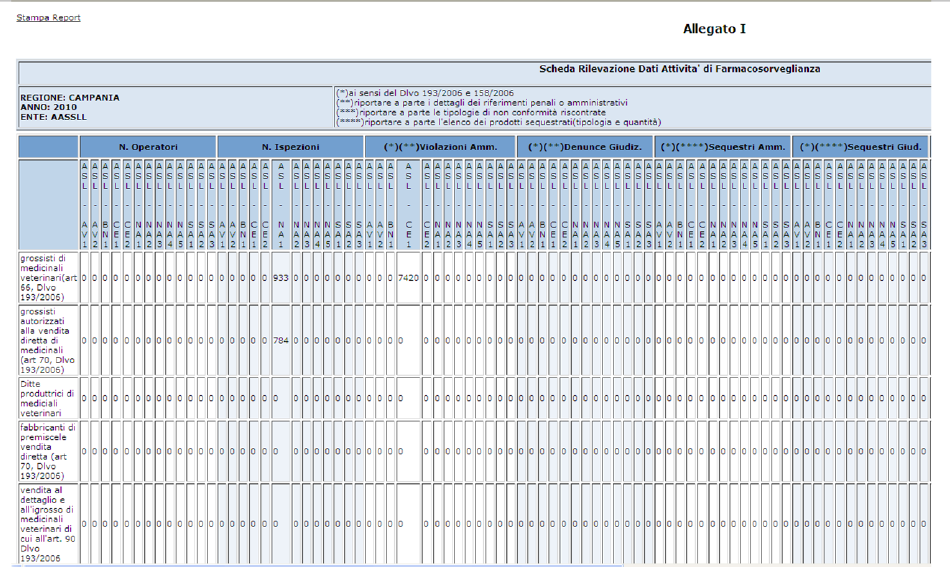 Stampa Report
Allegato I
Scheda Rilevazione Dati Attivita' di Farmacosorveglianza
REGIONE: CAMPANIA
ANNO: 2010
ENTE: AASSLL
(*)ai sensi del Dlvo 193/2006 e 158/2006
(**)riportare a parte i dettagli dei riferimenti penali o amministrativi
(***)riportare a parte le tipologie di non conformità riscontrate
(****)riportare a parte l'elenco dei prodotti sequestrati(tipologia e quantità)
N. Operatori N. Ispezioni (*)(**)Violazioni Amm. (*)(**)Denunce Giudiz. (*)(****)Sequestri Amm. (*)(****)Sequestri Giud.
grossisti di
medicinali
veterinari(art
66, Dlvo
193/2006)
0 0 0 0 0 0 0 0 0 0 0 0 0 0 0 0 0 0 933 0 0 0 0 0 0 0 0 0 0 7420 0 0 0 0 0 0 0 0 0 0 0 0 0 0 0 0 0 0 0 0 0 0 0 0 0 0 0 0 0 0 0 0 0 0 0 0 0 0 0 0 0 0 0 0 0 0 0 0
grossisti
autorizzati
alla vendita
diretta di
medicinali
(art 70, Dlvo
193/2006)
0 0 0 0 0 0 0 0 0 0 0 0 0 0 0 0 0 0 784 0 0 0 0 0 0 0 0 0 0 0 0 0 0 0 0 0 0 0 0 0 0 0 0 0 0 0 0 0 0 0 0 0 0 0 0 0 0 0 0 0 0 0 0 0 0 0 0 0 0 0 0 0 0 0 0 0 0 0
Ditte
produttrici di
mediciali
veterinari
0 0 0 0 0 0 0 0 0 0 0 0 0 0 0 0 0 0 0 0 0 0 0 0 0 0 0 0 0 0 0 0 0 0 0 0 0 0 0 0 0 0 0 0 0 0 0 0 0 0 0 0 0 0 0 0 0 0 0 0 0 0 0 0 0 0 0 0 0 0 0 0 0 0 0 0 0 0
fabbricanti di
premiscele
vendita
diretta (art
70, Dlvo
193/2006)
0 0 0 0 0 0 0 0 0 0 0 0 0 0 0 0 0 0 0 0 0 0 0 0 0 0 0 0 0 0 0 0 0 0 0 0 0 0 0 0 0 0 0 0 0 0 0 0 0 0 0 0 0 0 0 0 0 0 0 0 0 0 0 0 0 0 0 0 0 0 0 0 0 0 0 0 0 0
vendita al
dettaglio e
all'igrosso di
medicinali
veterinari di
cui all'art. 90
Dlvo
193/2006
0 0 0 0 0 0 0 0 0 0 0 0 0 0 0 0 0 0 0 0 0 0 0 0 0 0 0 0 0 0 0 0 0 0 0 0 0 0 0 0 0 0 0 0 0 0 0 0 0 0 0 0 0 0 0 0 0 0 0 0 0 0 0 0 0 0 0 0 0 0 0 0 0 0 0 0 0 0